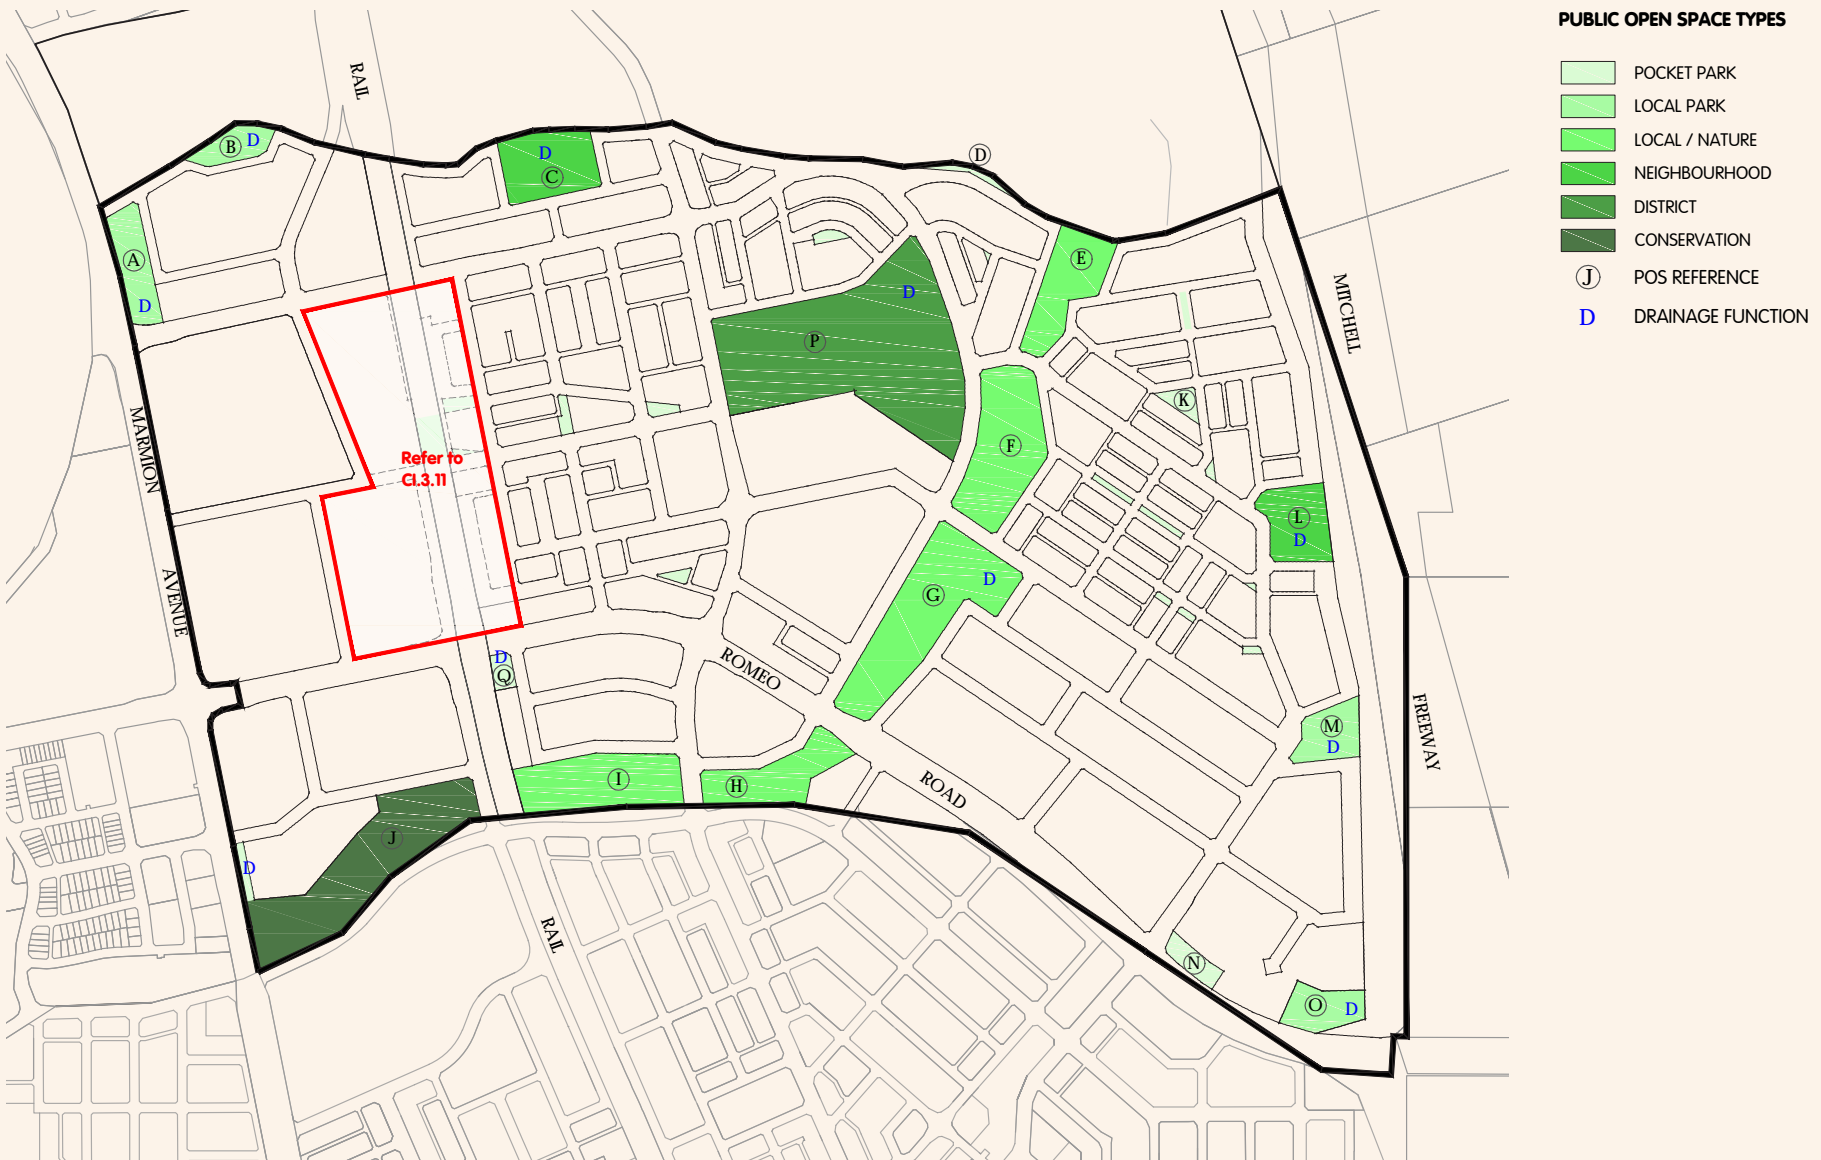 PUBLIC OPEN SPACE TYPES
POCKET PARK
LOCAL PARK
LOCAL / NATURE
NEIGHBOURHOOD
DISTRICT
CONSERVATION
J POS REFERENCE
D DRAINAGE FUNCTION
RAIL
B D
D
C
D
A
D
E
D
P
MITCHELL
K
MARMION
F
Refer to
Cl.3.11
L
D
AVENUE
G
D
D
Q
ROMEO
M
D
FREEWAY
I
H
ROAD
J
D
RAIL
N
O D